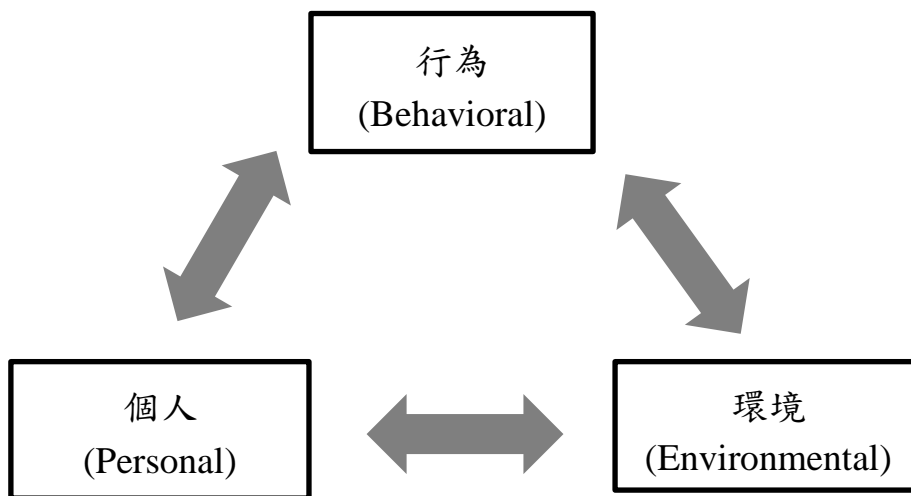 行為
(Behavioral)
個人
(Personal)
環境
(Environmental)